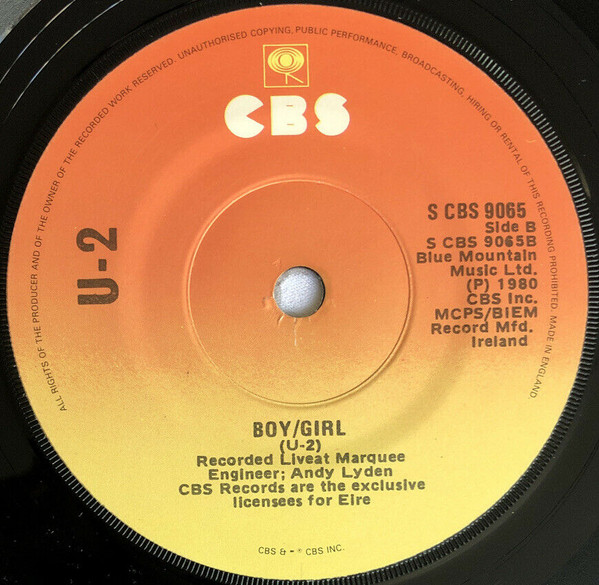 ALL RIGHTS OF THE PRODUCER AND OF THE OWNER OF THE RECORDED WORK RESERVED. UNAUTHORISED COPYING, PUBLIC PERFORMANCE, BROADCASTING, HIRING OR RENTAL OF THIS RECORDING PROHIBITED. MADE IN ENGLAND.
CBS
U-2
S CBS 9065
Side B
S CBS 9065B
Blue Mountain
Music Ltd.
(P) 1980
CBS Inc.
MCPS/BIEM
Record Mfd.
Ireland
BOY/GIRL
(U-2)
Recorded Liveat Marquee
Engineer; Andy Lyden
CBS Records are the exclusive
licensees for Eire
CBS & - ® CBS INC.